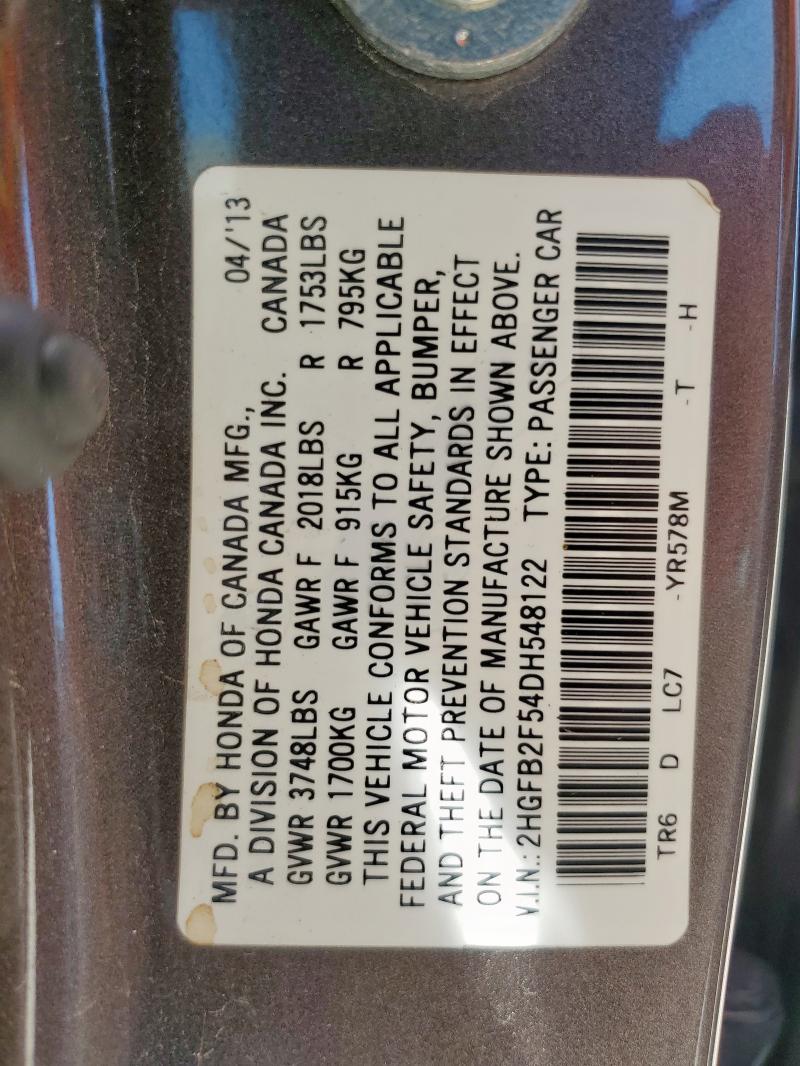 MFD. BY HONDA OF CANADA MFG., 04/'13
A DIVISION OF HONDA CANADA INC. CANADA
GVWR 3748LBS GAWR F 2018LBS R 1753LBS
GVWR 1700KG GAWR F 915KG R 795KG
THIS VEHICLE CONFORMS TO ALL APPLICABLE
FEDERAL MOTOR VEHICLE SAFETY, BUMPER,
AND THEFT PREVENTION STANDARDS IN EFFECT
ON THE DATE OF MANUFACTURE SHOWN ABOVE.
V.I.N.: 2HGFB2F54DH548122 TYPE: PASSENGER CAR
TR6 D LC7 -YR578M -T -H